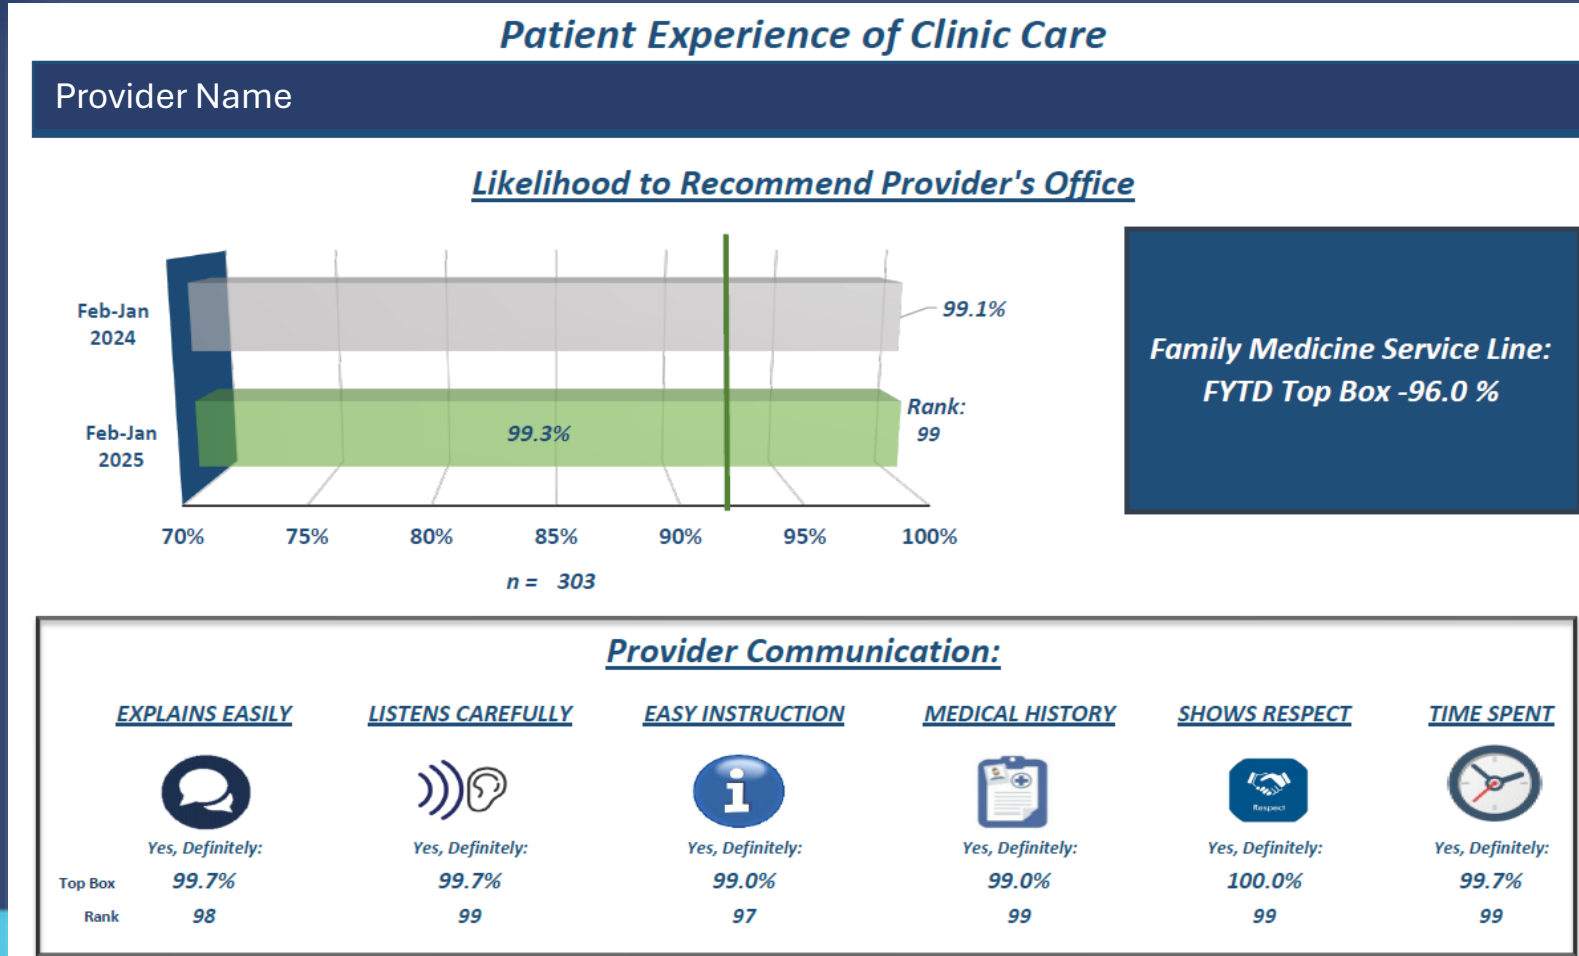 Patient Experience of Clinic Care
Provider Name
Likelihood to Recommend Provider's Office
Feb-Jan
2024
99.1%
Feb-Jan
2025
99.3%
Rank:
99
70% 75% 80% 85% 90% 95% 100%
n = 303
Family Medicine Service Line:
FYTD Top Box -96.0 %
Provider Communication:
EXPLAINS EASILY LISTENS CAREFULLY EASY INSTRUCTION MEDICAL HISTORY SHOWS RESPECT TIME SPENT
Respect
Yes, Definitely: Yes, Definitely: Yes, Definitely: Yes, Definitely: Yes, Definitely: Yes, Definitely:
Top Box 99.7% 99.7% 99.0% 99.0% 100.0% 99.7%
Rank 98 99 97 99 99 99